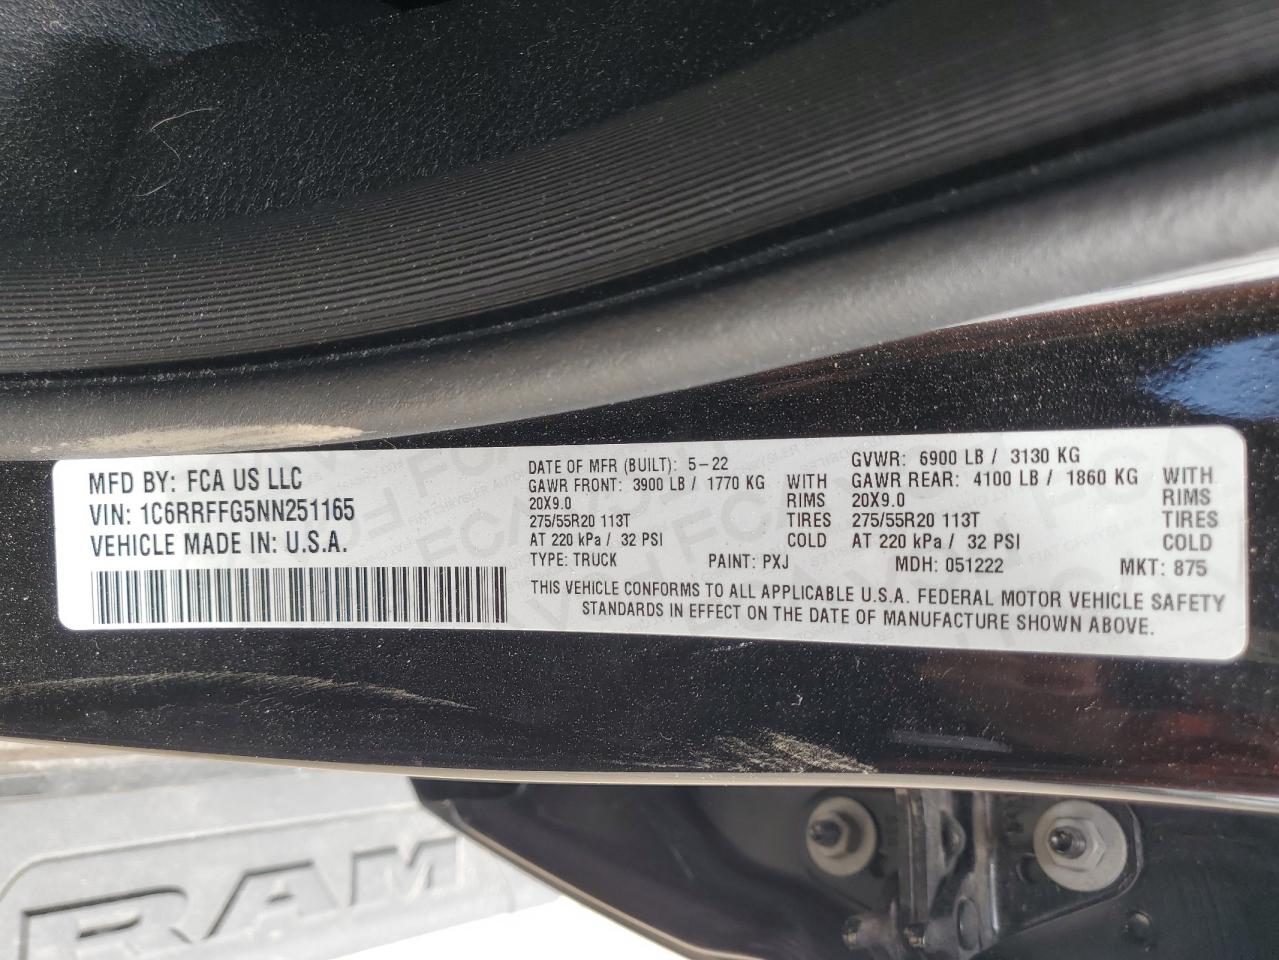 MFD BY: FCA US LLC
VIN: 1C6RRFFG5NN251165
VEHICLE MADE IN: U.S.A.
DATE OF MFR (BUILT): 5-22
GVWR: 6900 LB / 3130 KG
GAWR FRONT: 3900 LB / 1770 KG WITH
20X9.0 RIMS
275/55R20 113T TIRES
AT 220 kPa / 32 PSI COLD
GAWR REAR: 4100 LB / 1860 KG WITH
20X9.0 RIMS
275/55R20 113T TIRES
AT 220 kPa / 32 PSI COLD
TYPE: TRUCK PAINT: PXJ MDH: 051222 MKT: 875
THIS VEHICLE CONFORMS TO ALL APPLICABLE U.S.A. FEDERAL MOTOR VEHICLE SAFETY
STANDARDS IN EFFECT ON THE DATE OF MANUFACTURE SHOWN ABOVE.
RAM